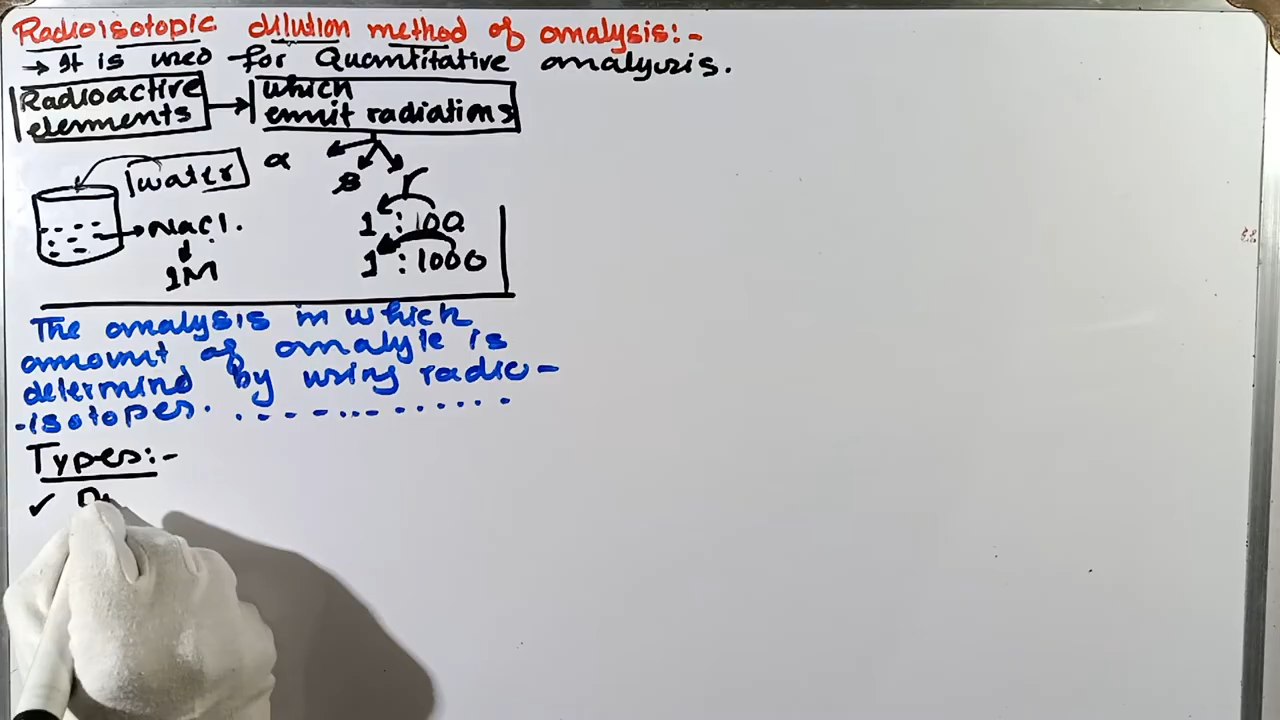 Radioisotopic dilution method of analysis:-
→ It is used for Quantitative analysis.
Radioactive elements → which emmit radiations
α
β
γ
water
→ NaCl.
1M
1 : 100
1 : 1000
The analysis in which
amount of analyte is
determind by using radio-
-isotopes.
Types:-
✓